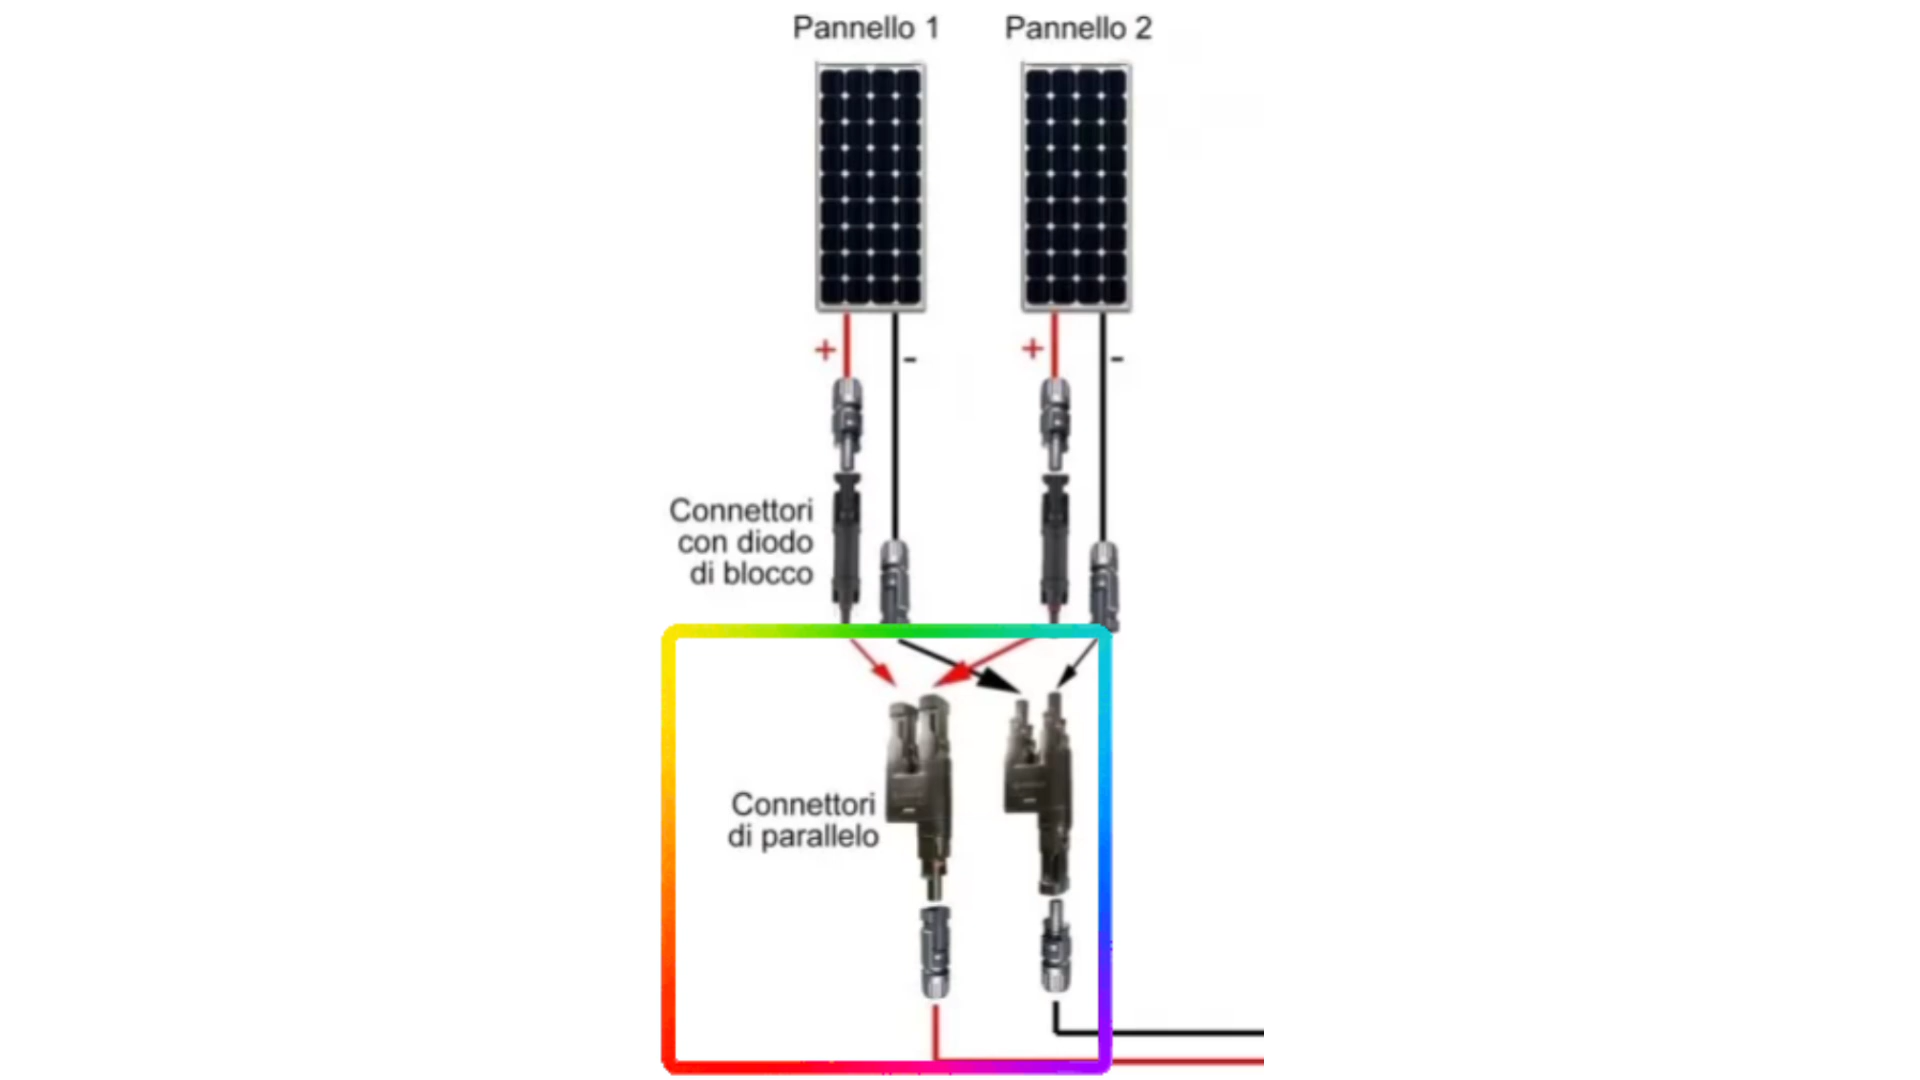 Pannello 1
Pannello 2
+
-
+
-
Connettori
con diodo
di blocco
Connettori
di parallelo